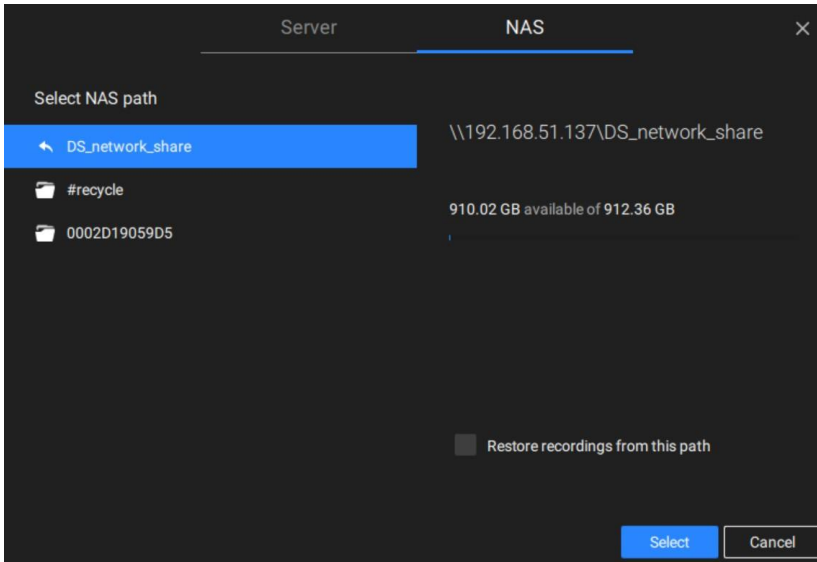 Server
NAS
Select NAS path
DS_network_share
#recycle
0002D19059D5
\\192.168.51.137\DS_network_share
910.02 GB available of 912.36 GB
Restore recordings from this path
Select
Cancel